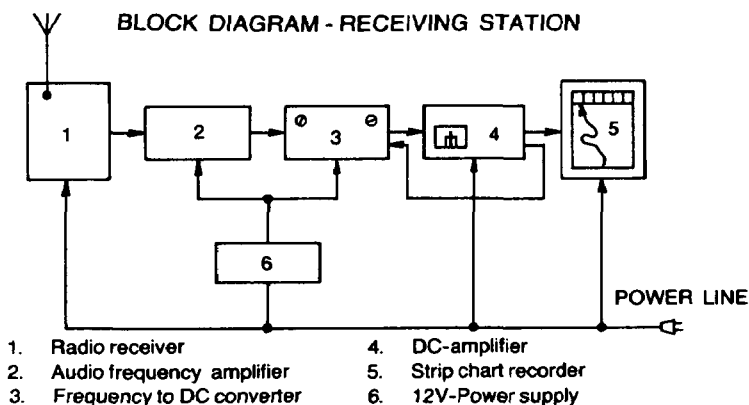 BLOCK DIAGRAM - RECEIVING STATION
1
2
3
4
5
6
POWER LINE
1. Radio receiver
2. Audio frequency amplifier
3. Frequency to DC converter
4. DC-amplifier
5. Strip chart recorder
6. 12V-Power supply